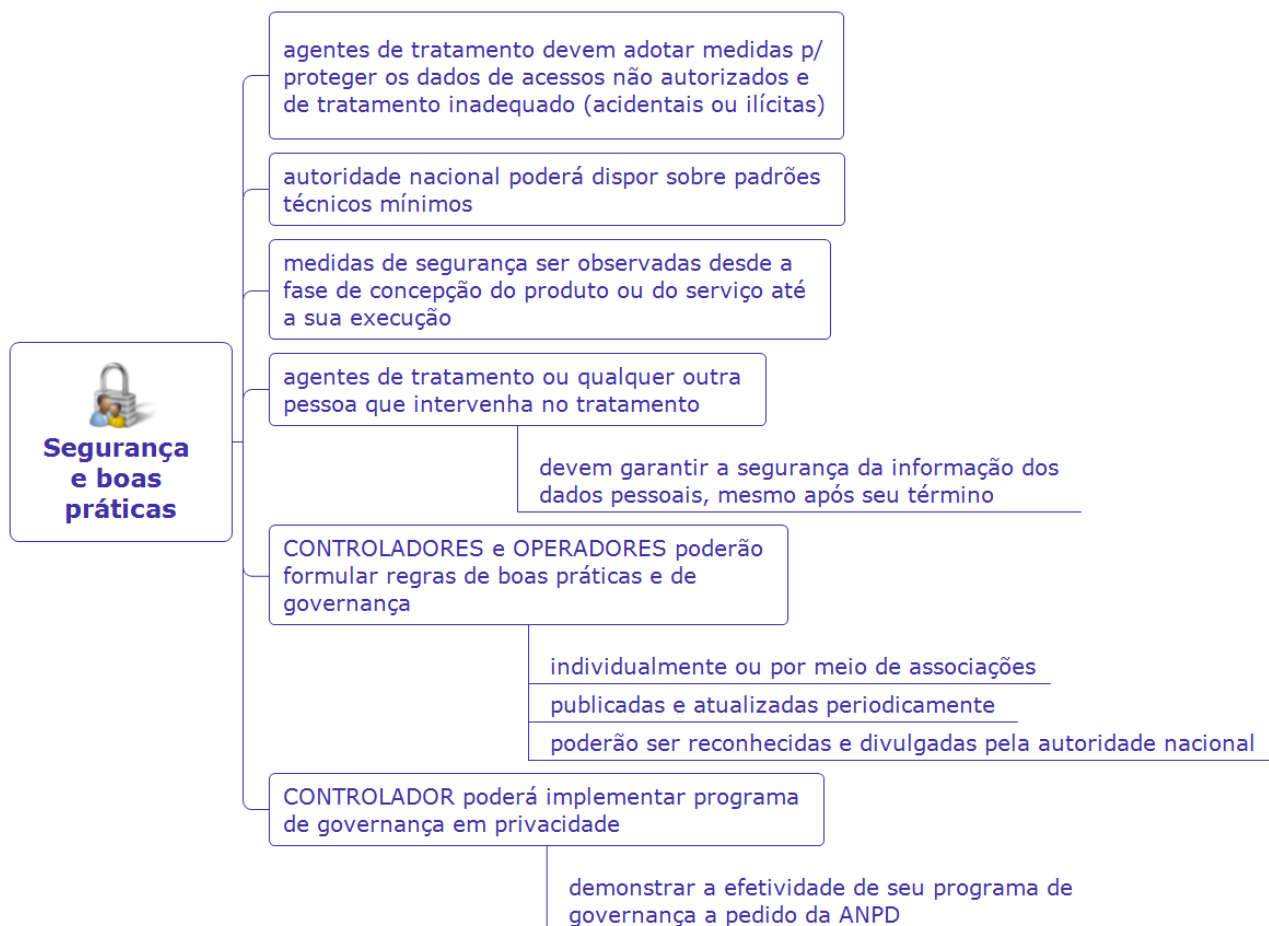 agentes de tratamento devem adotar medidas p/
proteger os dados de acessos não autorizados e
de tratamento inadequado (acidentais ou ilícitas)
autoridade nacional poderá dispor sobre padrões
técnicos mínimos
medidas de segurança ser observadas desde a
fase de concepção do produto ou do serviço até
a sua execução
Segurança
e boas
práticas
agentes de tratamento ou qualquer outra
pessoa que intervenha no tratamento
devem garantir a segurança da informação dos
dados pessoais, mesmo após seu término
CONTROLADORES e OPERADORES poderão
formular regras de boas práticas e de
governança
individualmente ou por meio de associações
publicadas e atualizadas periodicamente
poderão ser reconhecidas e divulgadas pela autoridade nacional
CONTROLADOR poderá implementar programa
de governança em privacidade
demonstrar a efetividade de seu programa de
governança a pedido da ANPD